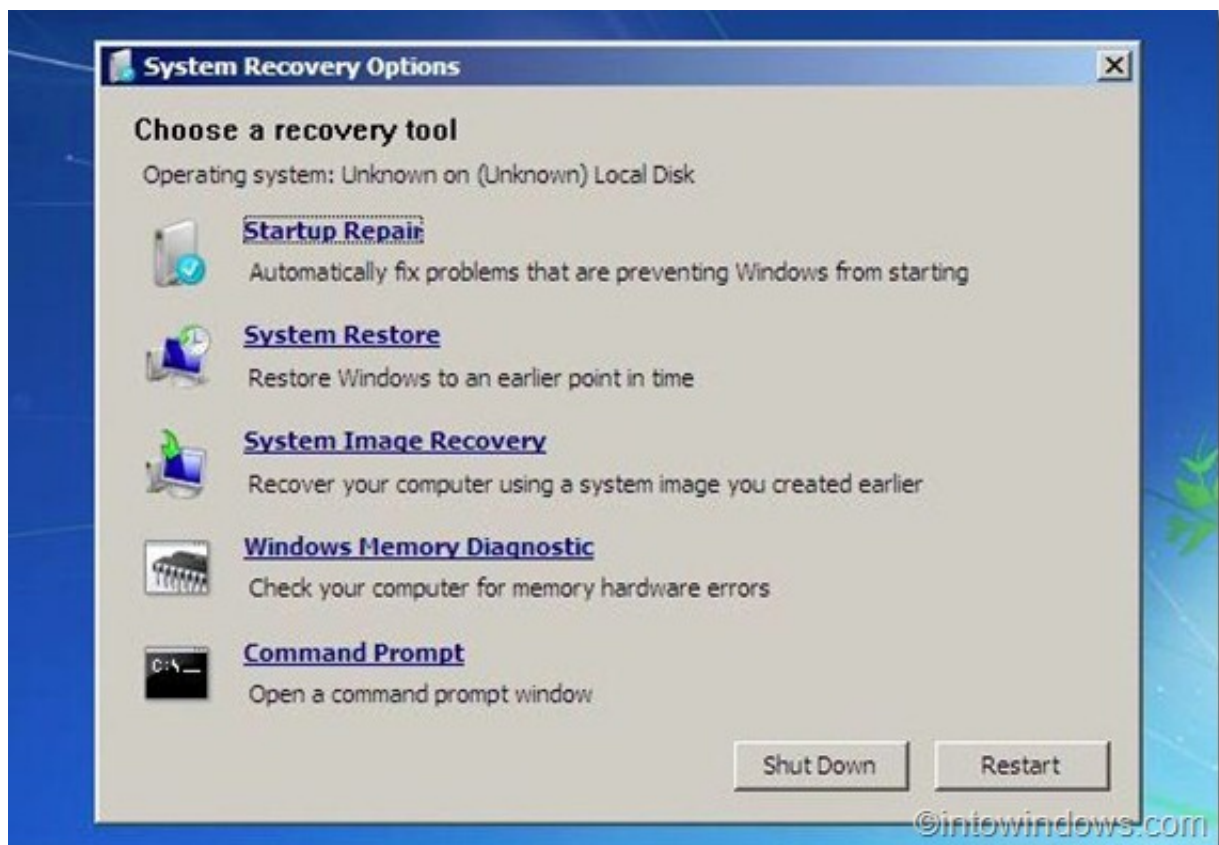 System Recovery Options
Choose a recovery tool
Operating system: Unknown on (Unknown) Local Disk
Startup Repair
Automatically fix problems that are preventing Windows from starting
System Restore
Restore Windows to an earlier point in time
System Image Recovery
Recover your computer using a system image you created earlier
Windows Memory Diagnostic
Check your computer for memory hardware errors
C:\_
Command Prompt
Open a command prompt window
Shut Down
Restart
©intowindows.com